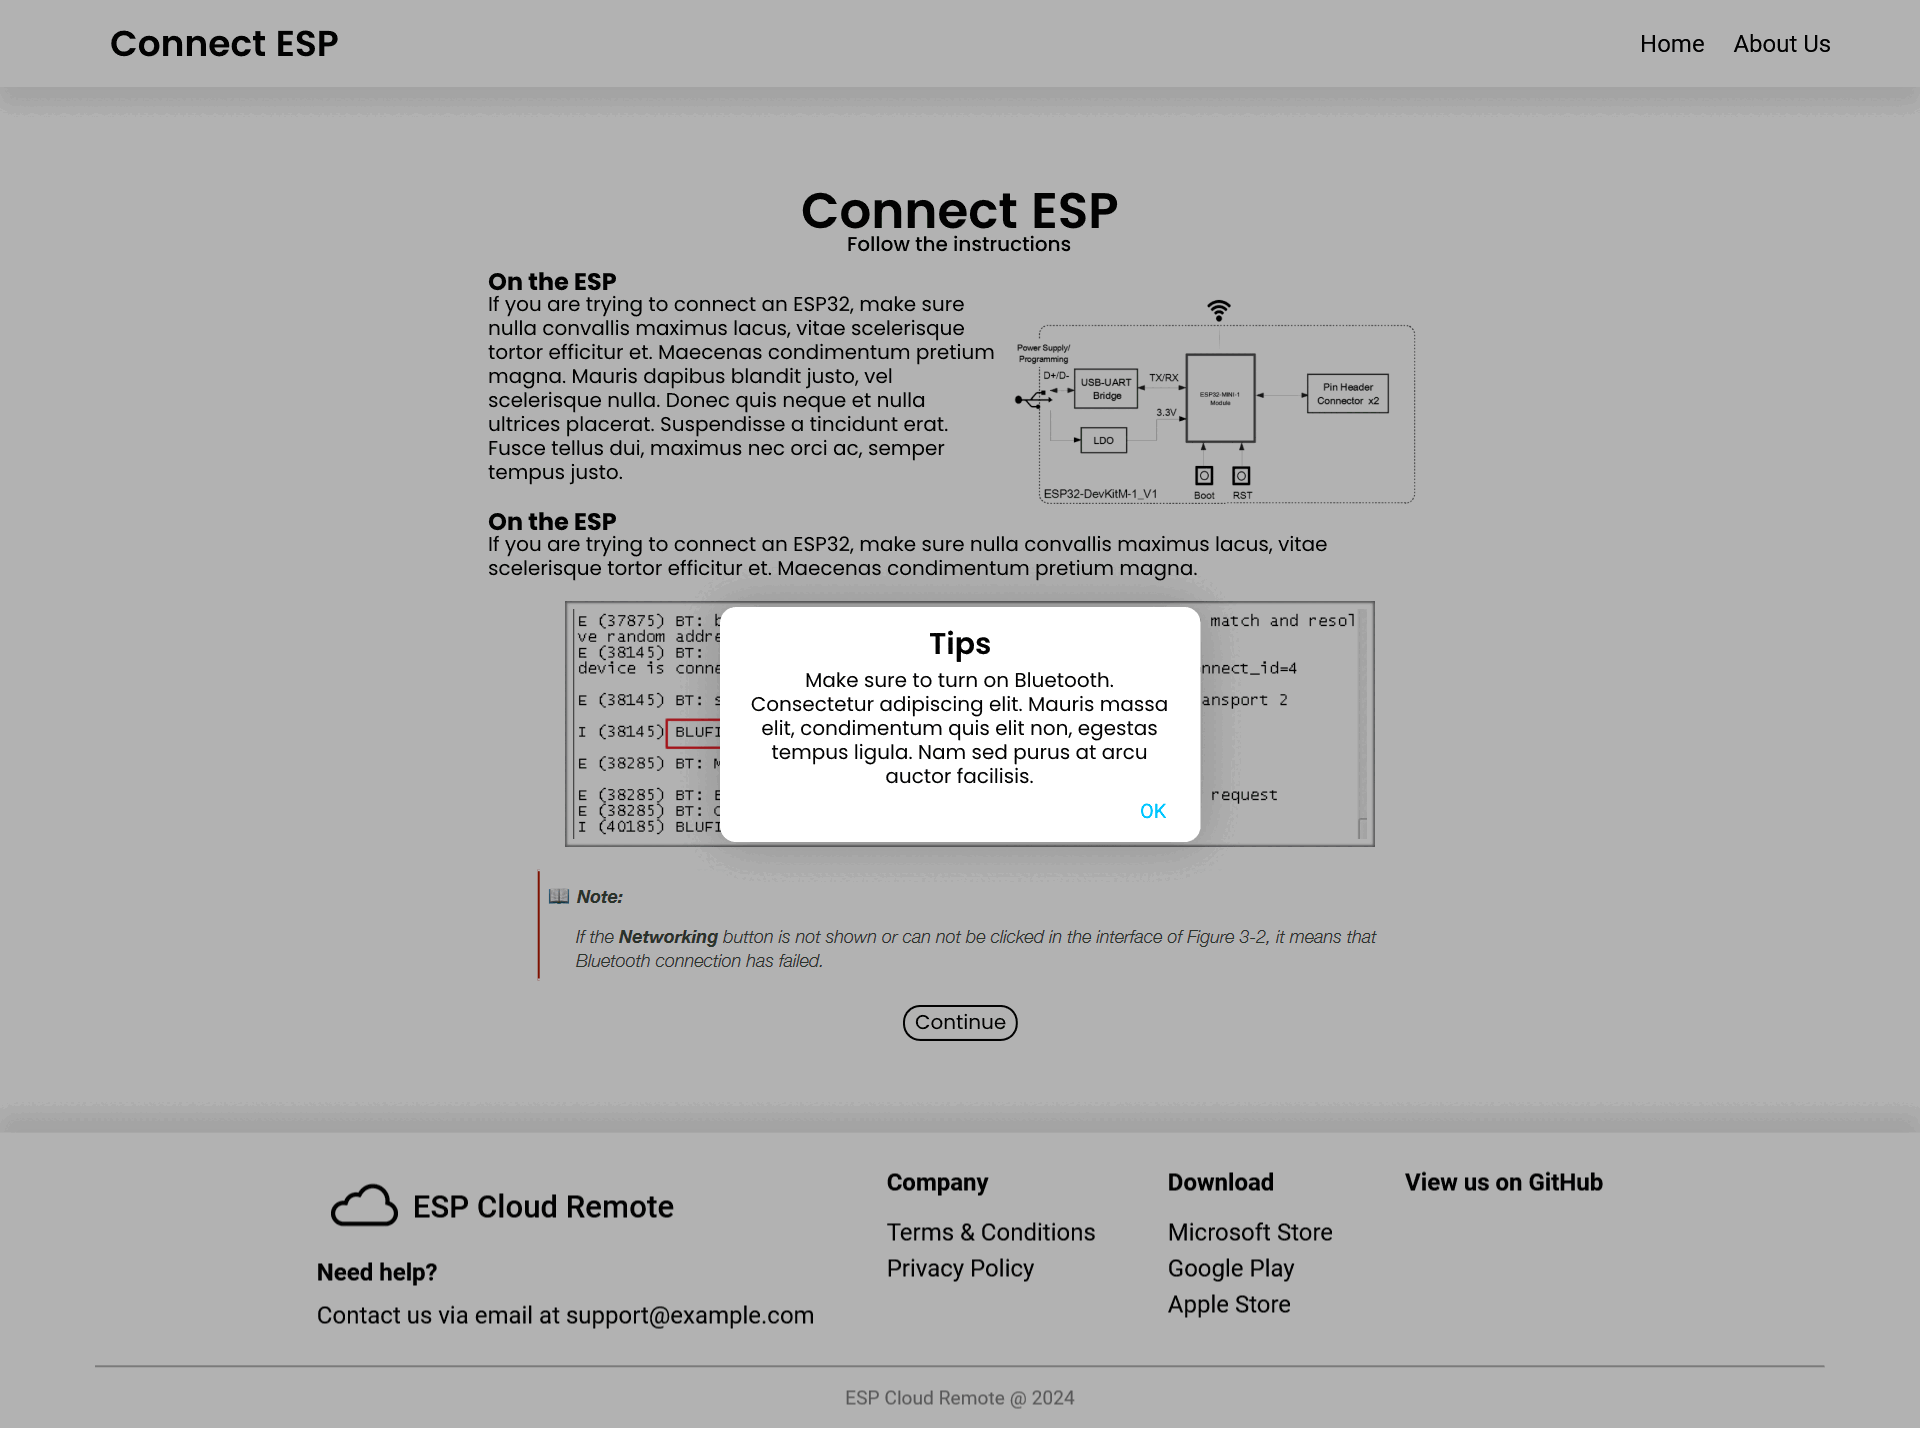 Connect ESP
Home
About Us
Connect ESP
Follow the instructions
On the ESP
If you are trying to connect an ESP32, make sure
nulla convallis maximus lacus, vitae scelerisque
tortor efficitur et. Maecenas condimentum pretium
magna. Mauris dapibus blandit justo, vel
scelerisque nulla. Donec quis neque et nulla
ultrices placerat. Suspendisse a tincidunt erat.
Fusce tellus dui, maximus nec orci ac, semper
tempus justo.
Power Supply/
Programming
D+/D-
USB-UART
Bridge
TX/RX
3.3V
LDO
ESP32-MINI-1
Module
Pin Header
Connector x2
Boot
RST
ESP32-DevKitM-1_V1
On the ESP
If you are trying to connect an ESP32, make sure nulla convallis maximus lacus, vitae
scelerisque tortor efficitur et. Maecenas condimentum pretium magna.
E (37875) BT: match and resol
ve random addre
E (38145) BT:
device is conne nnect_id=4
E (38145) BT: s ansport 2
I (38145) BLUFI
E (38285) BT: M
E (38285) BT: E request
E (38285) BT:
I (40185) BLUFI
Tips
Make sure to turn on Bluetooth.
Consectetur adipiscing elit. Mauris massa
elit, condimentum quis elit non, egestas
tempus ligula. Nam sed purus at arcu
auctor facilisis.
OK
Note:
If the Networking button is not shown or can not be clicked in the interface of Figure 3-2, it means that
Bluetooth connection has failed.
Continue
ESP Cloud Remote
Need help?
Contact us via email at support@example.com
Company
Terms & Conditions
Privacy Policy
Download
Microsoft Store
Google Play
Apple Store
View us on GitHub
ESP Cloud Remote @ 2024